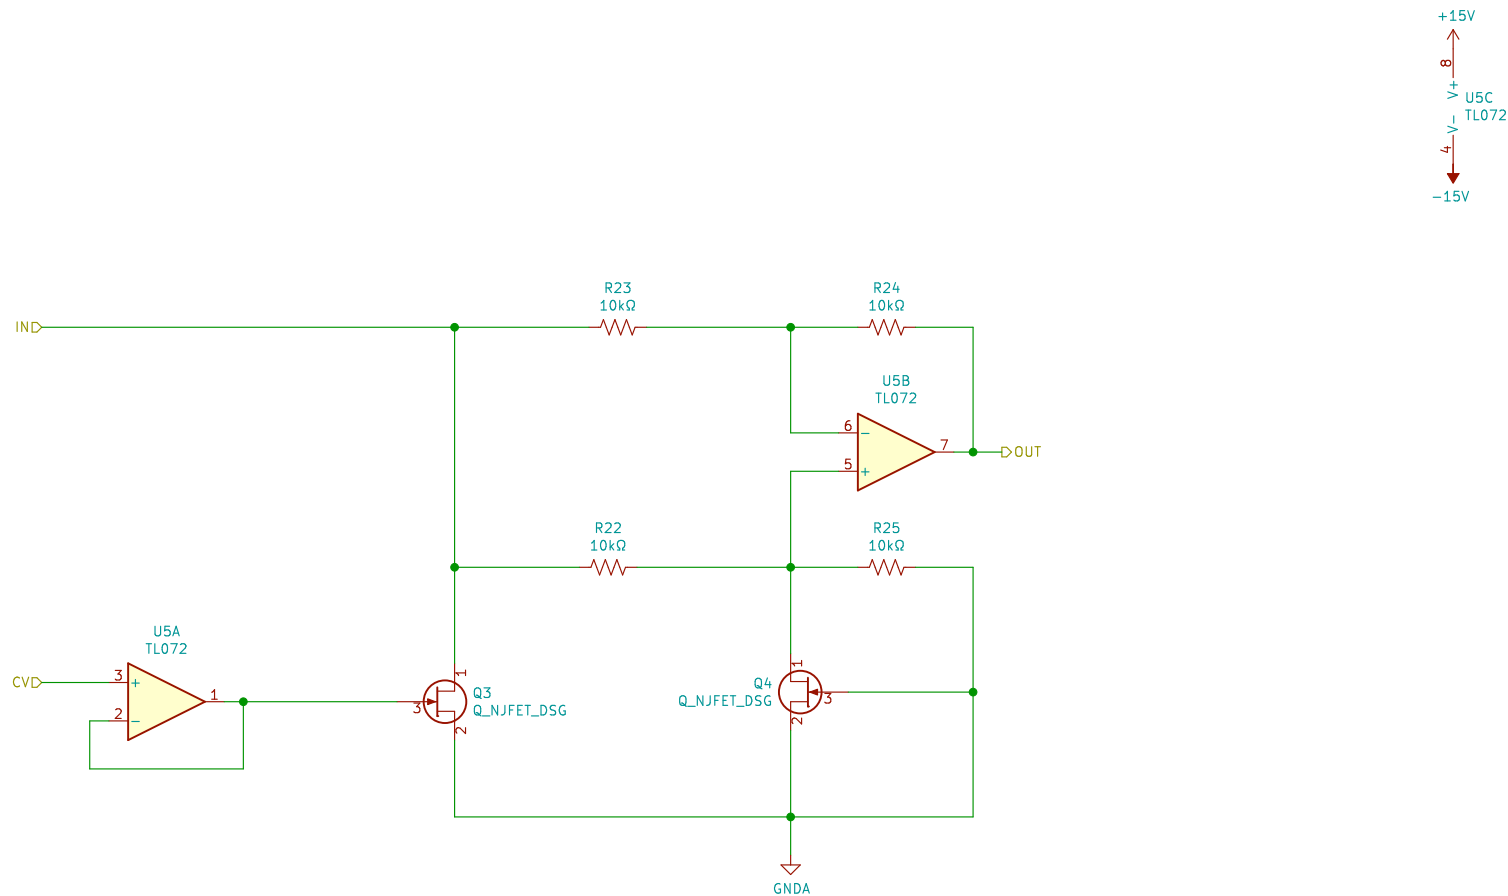 +15V
8
V+
U5C
TL072
V-
4
-15V
R23
10kΩ
R24
10kΩ
IN
U5B
TL072
6
-
7
OUT
5
+
R22
10kΩ
R25
10kΩ
U5A
TL072
CV
3
+
1
2
-
1
3
Q3
Q_NJFET_DSG
2
1
Q4
Q_NJFET_DSG
3
2
GNDA